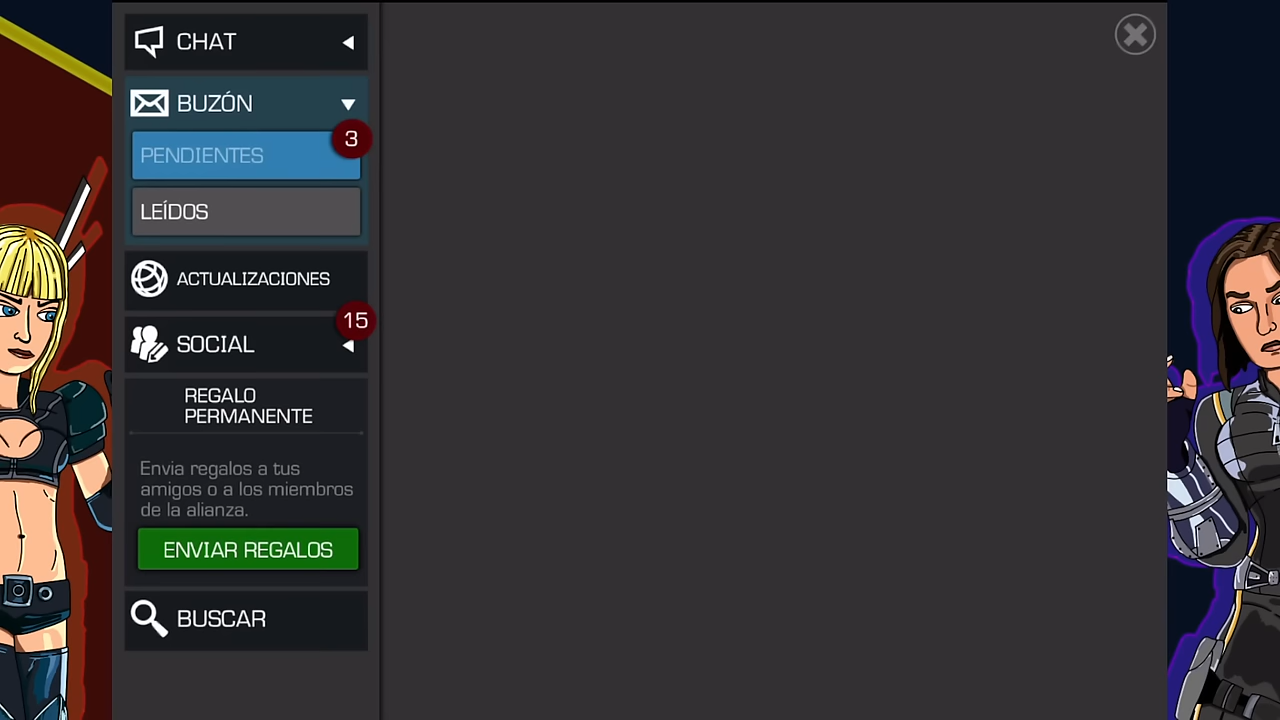 CHAT
BUZÓN
3
PENDIENTES
LEÍDOS
ACTUALIZACIONES
15
SOCIAL
REGALO
PERMANENTE
Envia regalos a tus
amigos o a los miembros
de la alianza.
ENVIAR REGALOS
BUSCAR